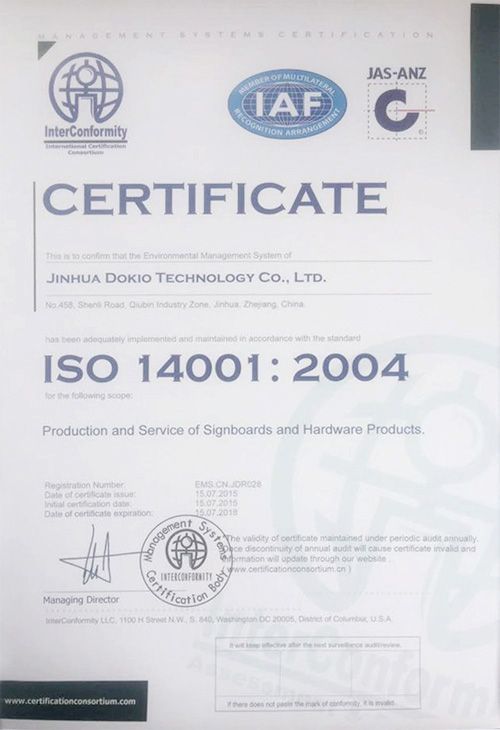 MANAGEMENT SYSTEMS CERTIFICATION
InterConformity
International Certification
Consortium
MEMBER OF MULTILATERAL
IAF
RECOGNITION ARRANGEMENT
JAS-ANZ
C
®
CERTIFICATE
This is to confirm that the Environmental Management System of
JINHUA DOKIO TECHNOLOGY CO., LTD.
No.458, Shenli Road, Qiubin Industry Zone, Jinhua, Zhejiang, China.
has been adequately implemented and maintained in accordance with the standard
ISO 14001: 2004
for the following scope:
Production and Service of Signboards and Hardware Products.
Registration Number: EMS.CN.JDR028
Date of certificate issue: 15.07.2015
Initial certification date: 15.07.2015
Date of certificate expiration: 15.07.2018
Management Systems
INTERCONFORMITY
Certification Body
The validity of certificate maintained under periodic audit annually.
discontinuity of annual audit will cause certificate invalid and
information will update through our website
( www.certificationconsortium.cn )
Managing Director
InterConformity LLC, 1100 H Street N.W., S. 840, Washington DC 20005, District of Columbia, U.S.A.
It will keep effective after the next surveillance audit/review.
If there does not paste the mark of conformity, it is invalid.
www.certificationconsortium.com